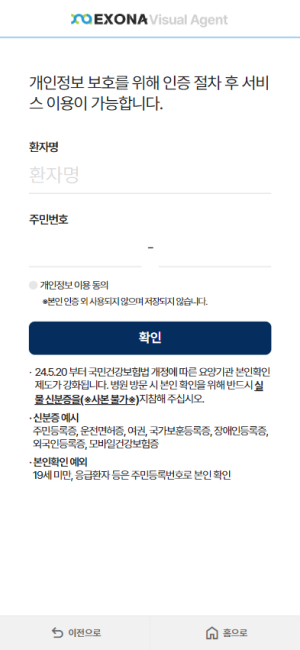 EXONA Visual Agent
개인정보 보호를 위해 인증 절차 후 서비
스 이용이 가능합니다.
환자명
환자명
주민번호
-
개인정보 이용 동의
※본인 인증 외 사용되지 않으며 저장되지 않습니다.
확인
· 24.5.20 부터 국민건강보험법 개정에 따른 요양기관 본인확인
제도가 강화됩니다. 병원 방문 시 본인 확인을 위해 반드시 실
물 신분증을(※사본 불가※)지참해 주십시오.
· 신분증 예시
주민등록증, 운전면허증, 여권, 국가보훈등록증, 장애인등록증,
외국인등록증, 모바일건강보험증
· 본인확인 예외
19세 미만, 응급환자 등은 주민등록번호로 본인 확인
이전으로
홈으로